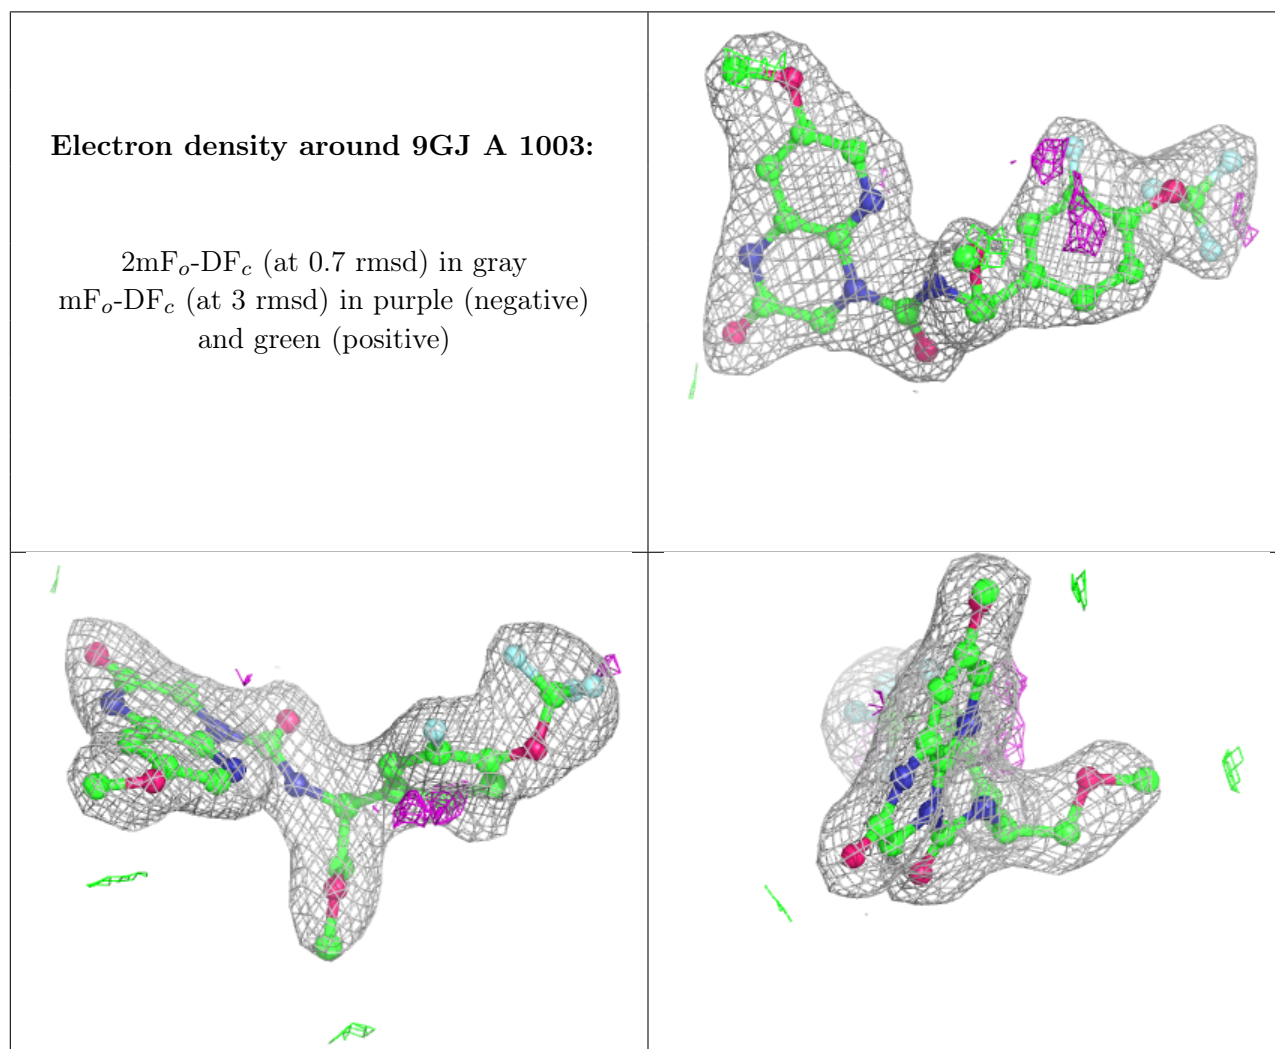 Electron density around 9GJ A 1003:
2mFₒ-DF𝒸 (at 0.7 rmsd) in gray
mFₒ-DF𝒸 (at 3 rmsd) in purple (negative)
and green (positive)